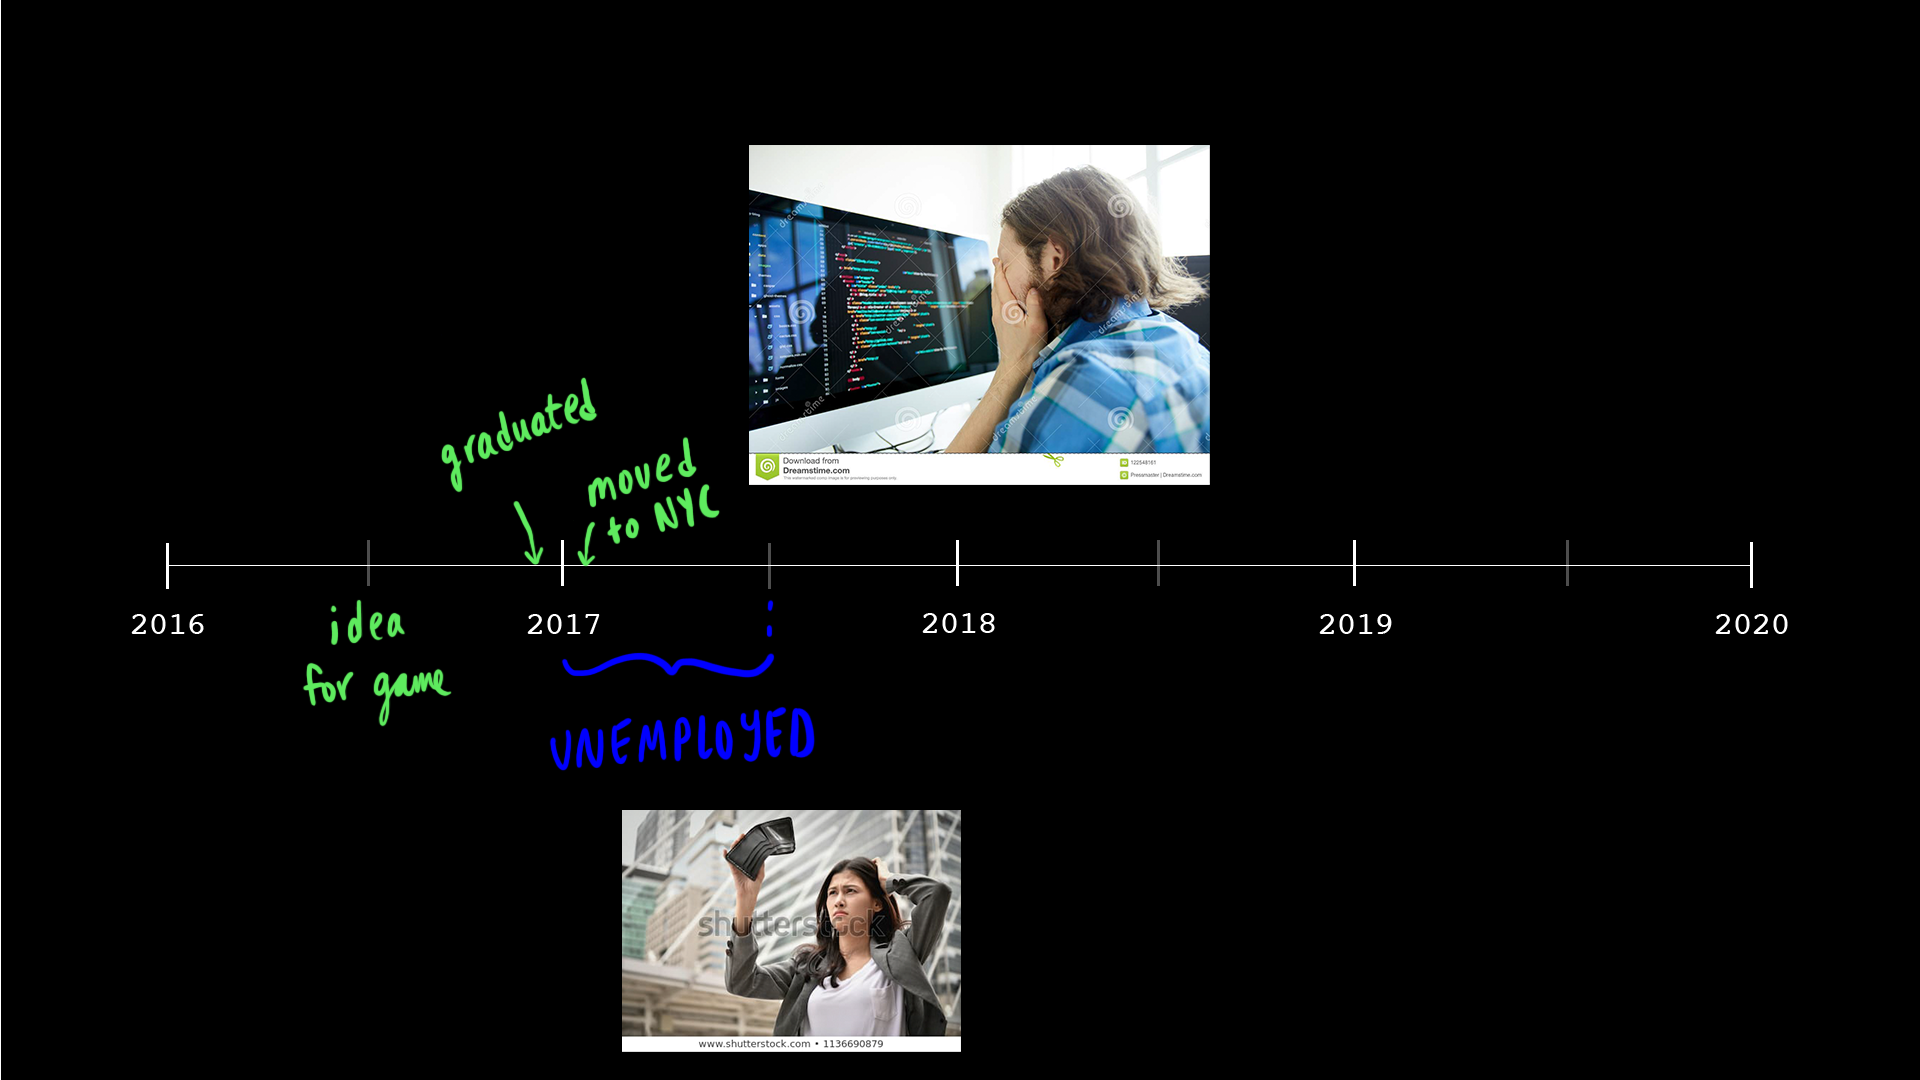 Download from
Dreamstime.com
This watermarked comp image is for previewing purposes only.
122548161
Pressmaster | Dreamstime.com
graduated
moved
to NYC
2016
2017
2018
2019
2020
idea
for game
UNEMPLOYED
shutterstock
www.shutterstock.com • 1136690879